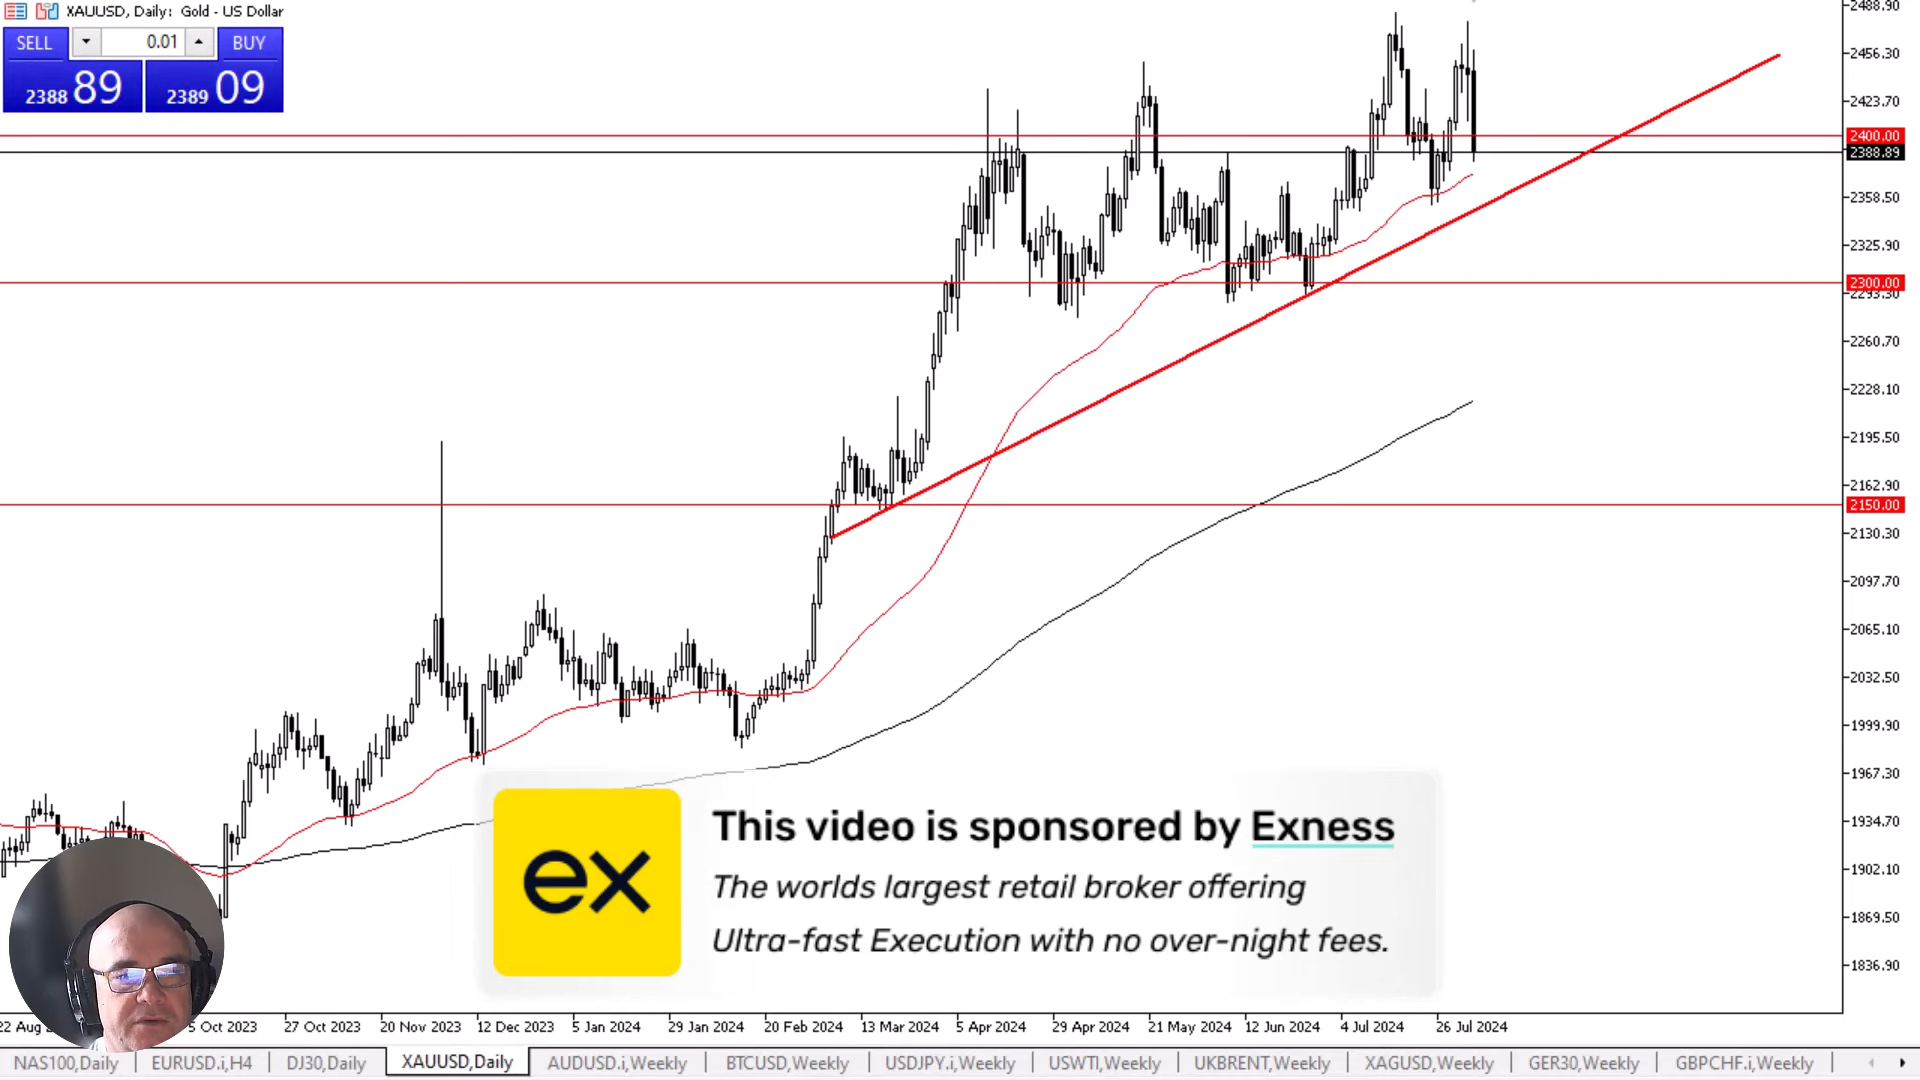 XAUUSD, Daily: Gold - US Dollar
SELL 0.01 BUY
2388 89 2389 09
2488.90
2456.30
2423.70
2400.00
2388.89
2358.50
2325.90
2300.00
2293.30
2260.70
2228.10
2195.50
2162.90
2150.00
2130.30
2097.70
2065.10
2032.50
1999.90
1967.30
1934.70
1902.10
1869.50
1836.90
ex
This video is sponsored by Exness
The worlds largest retail broker offering
Ultra-fast Execution with no over-night fees.
22 Aug 5 Oct 2023 27 Oct 2023 20 Nov 2023 12 Dec 2023 5 Jan 2024 29 Jan 2024 20 Feb 2024 13 Mar 2024 5 Apr 2024 29 Apr 2024 21 May 2024 12 Jun 2024 4 Jul 2024 26 Jul 2024
NAS100,Daily EURUSD.i,H4 DJ30,Daily XAUUSD,Daily AUDUSD.i,Weekly BTCUSD,Weekly USDJPY.i,Weekly USWTI,Weekly UKBRENT,Weekly XAGUSD,Weekly GER30,Weekly GBPCHF.i,Weekly